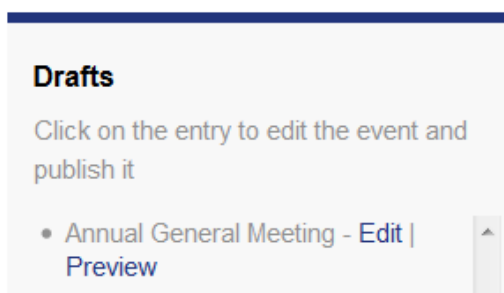 Drafts
Click on the entry to edit the event and
publish it
• Annual General Meeting - Edit |
Preview